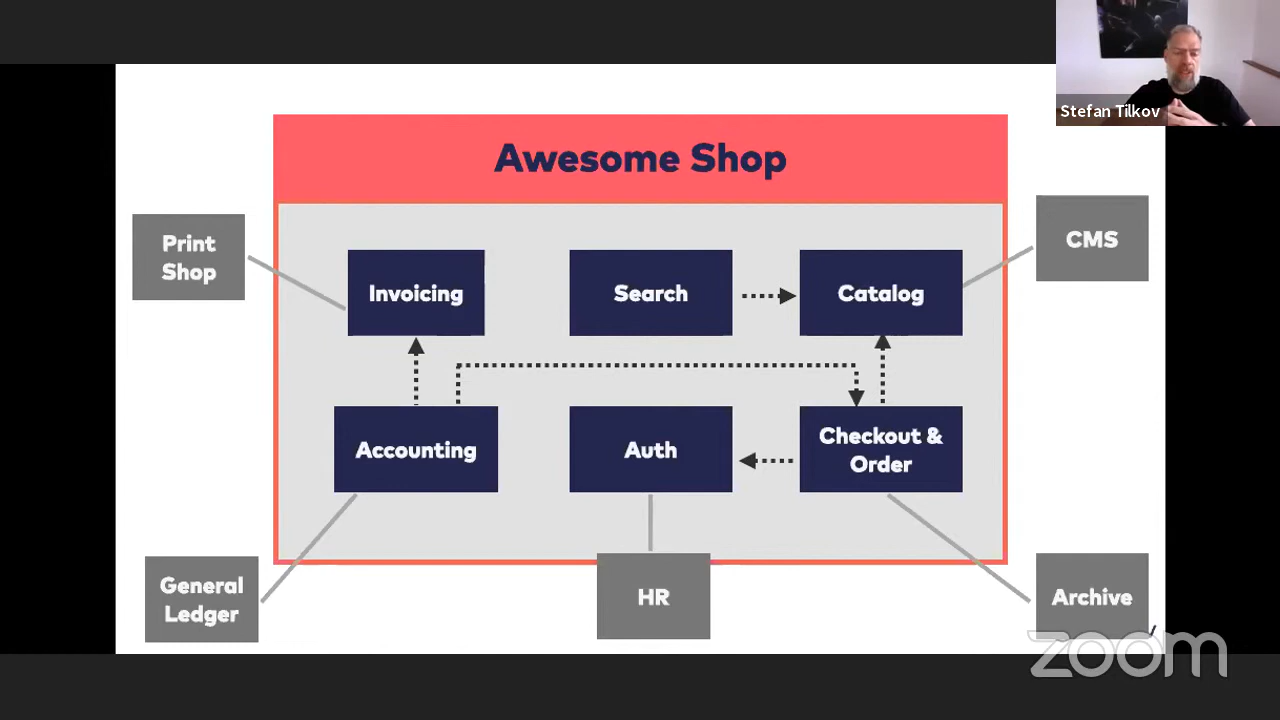 Stefan Tilkov
Awesome Shop
Print
Shop
CMS
Invoicing
Search
Catalog
Accounting
Auth
Checkout &
Order
General
Ledger
HR
Archive
zoom